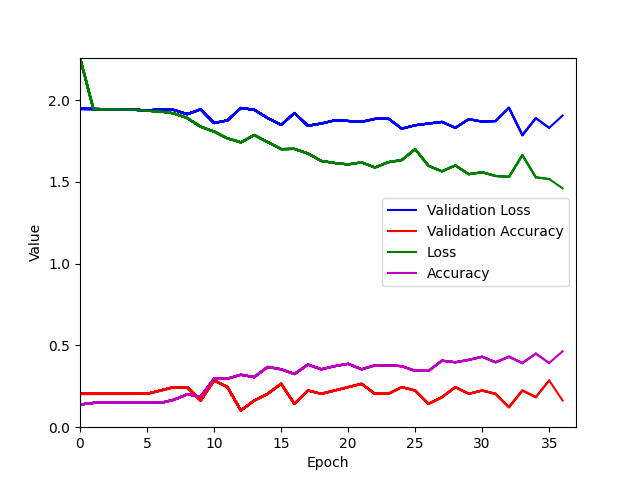 2.0
1.5
1.0
0.5
0.0
Value
Validation Loss
Validation Accuracy
Loss
Accuracy
0 5 10 15 20 25 30 35
Epoch